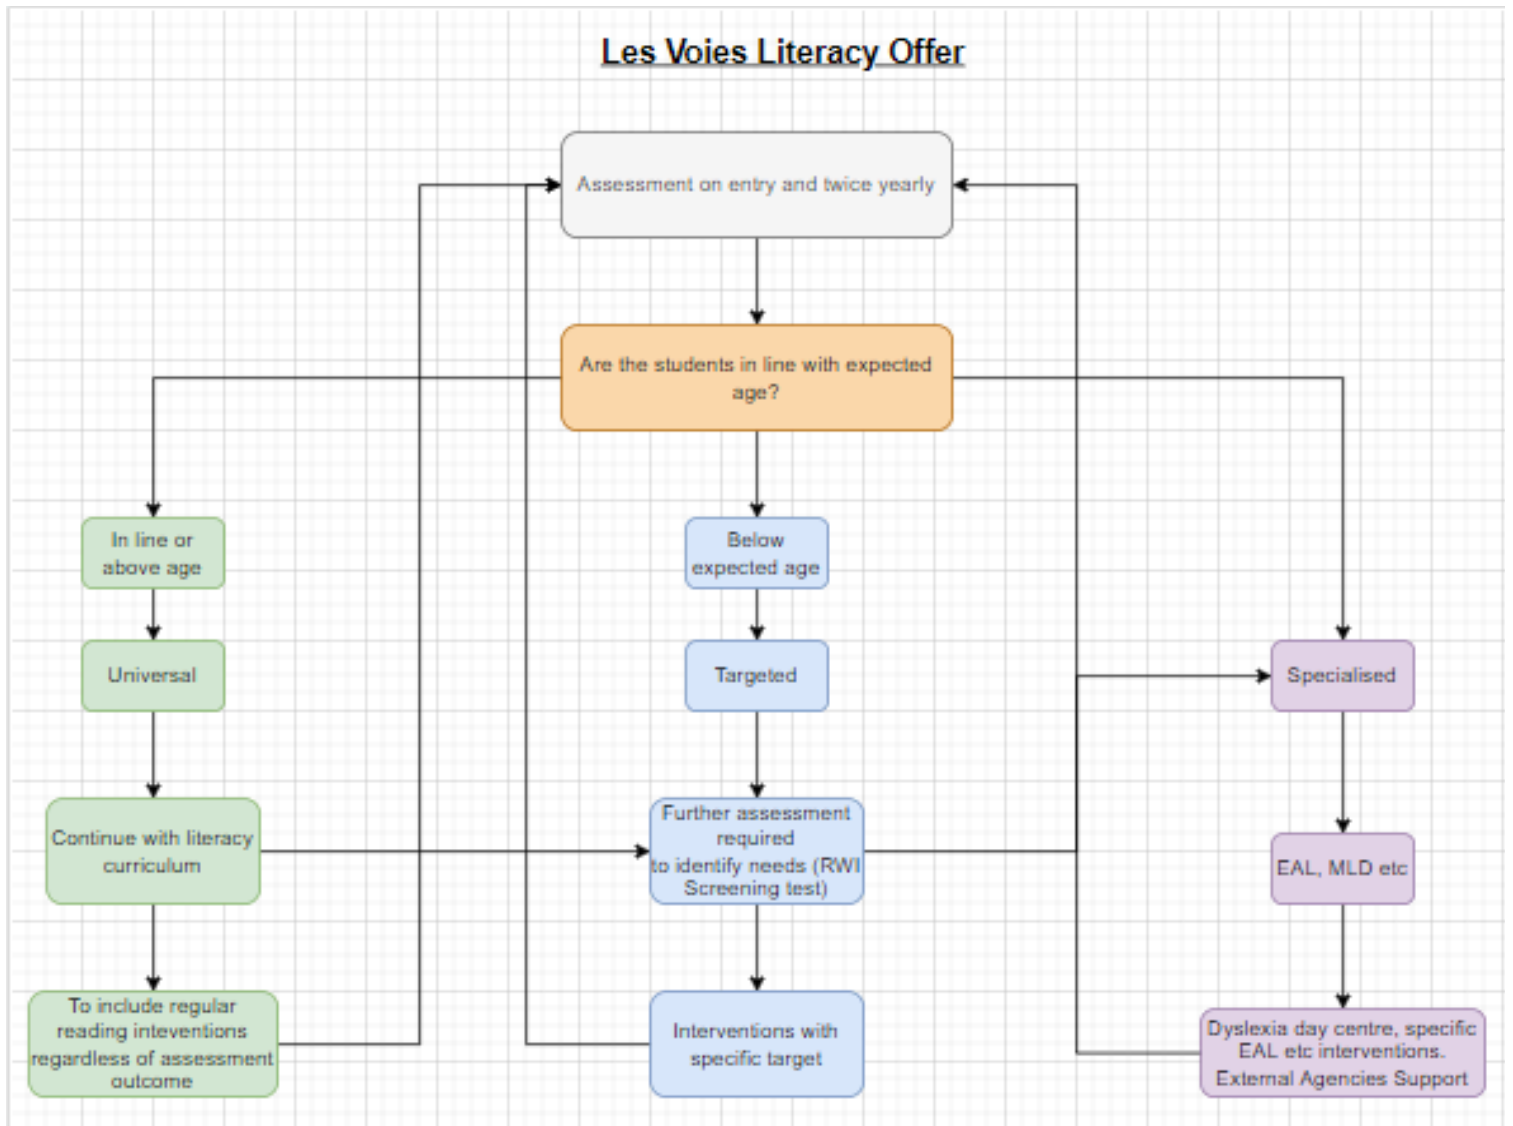 Les Voies Literacy Offer
Assessment on entry and twice yearly
Are the students in line with expected
age?
In line or
above age
Below
expected age
Universal
Targeted
Specialised
Continue with literacy
curriculum
Further assessment
required
to identify needs (RWI
Screening test)
EAL, MLD etc
To include regular
reading inteventions
regardless of assessment
outcome
Interventions with
specific target
Dyslexia day centre, specific
EAL etc interventions.
External Agencies Support